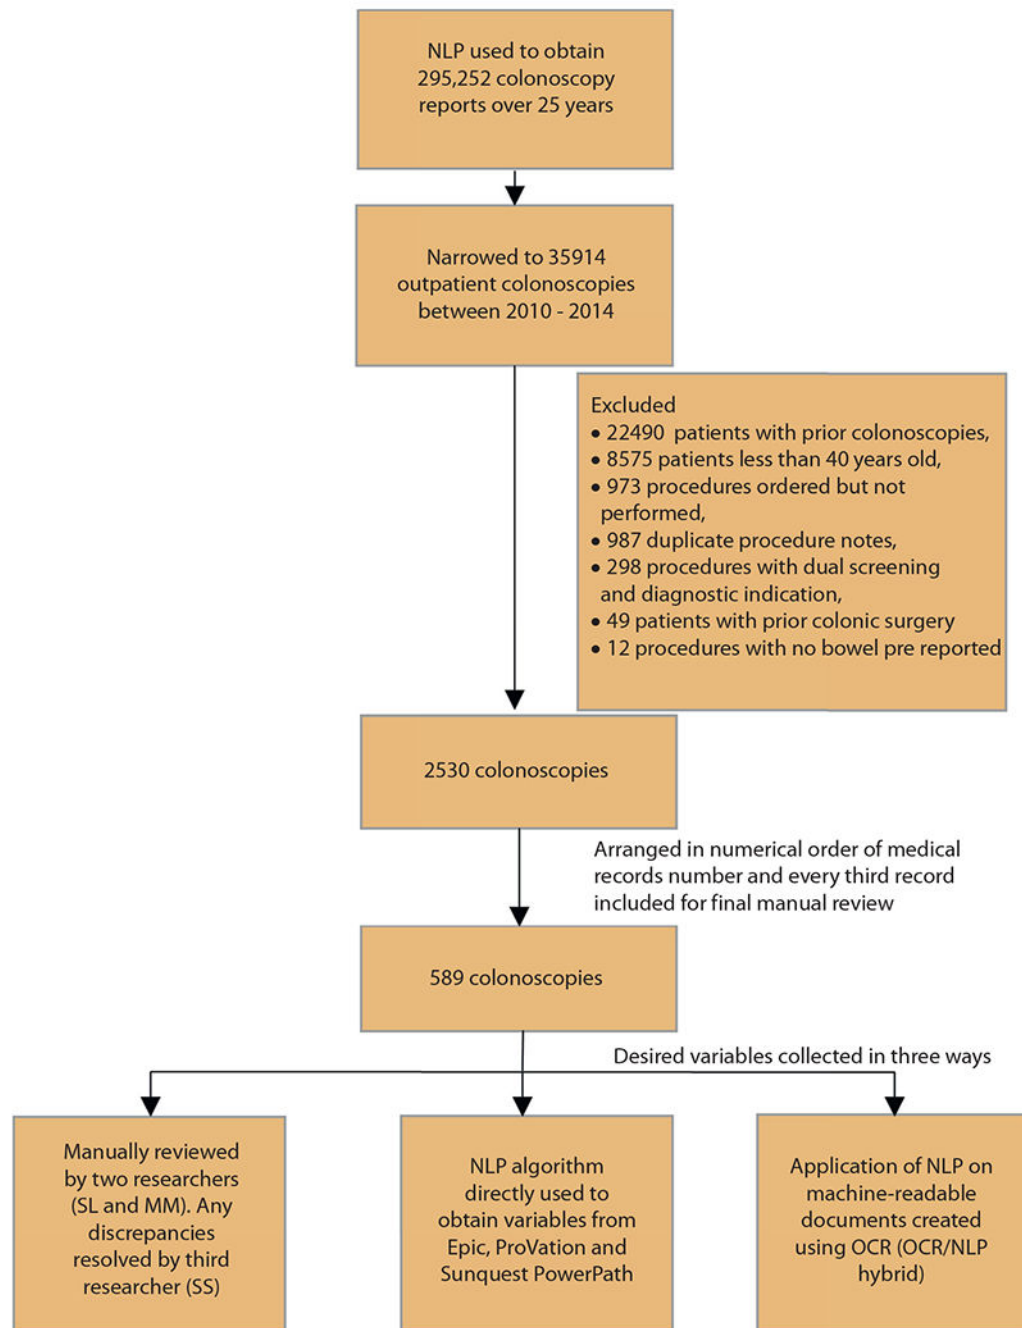 NLP used to obtain
295,252 colonoscopy
reports over 25 years
Narrowed to 35914
outpatient colonoscopies
between 2010 - 2014
Excluded
• 22490 patients with prior colonoscopies,
• 8575 patients less than 40 years old,
• 973 procedures ordered but not
performed,
• 987 duplicate procedure notes,
• 298 procedures with dual screening
and diagnostic indication,
• 49 patients with prior colonic surgery
• 12 procedures with no bowel pre reported
2530 colonoscopies
Arranged in numerical order of medical
records number and every third record
included for final manual review
589 colonoscopies
Desired variables collected in three ways
Manually reviewed
by two researchers
(SL and MM). Any
discrepancies
resolved by third
researcher (SS)
NLP algorithm
directly used to
obtain variables from
Epic, ProVation and
Sunquest PowerPath
Application of NLP on
machine-readable
documents created
using OCR (OCR/NLP
hybrid)